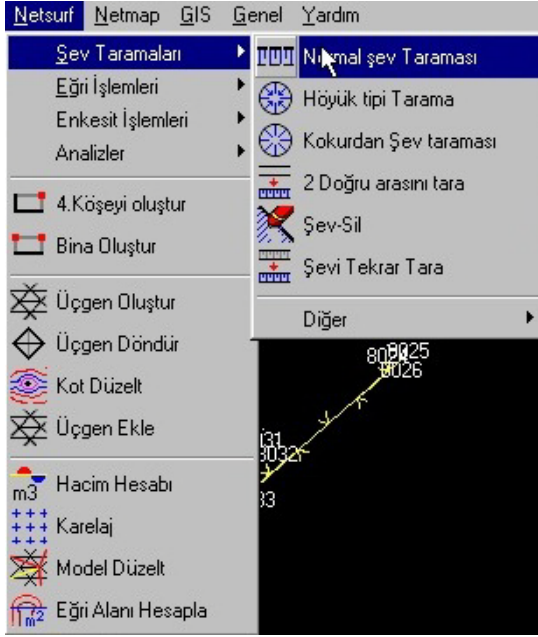 Netsurf Netmap GIS Genel Yardım
Şev Taramaları
Eğri İşlemleri
Enkesit İşlemleri
Analizler
4.Köşeyi oluştur
Bina Oluştur
Üçgen Oluştur
Üçgen Döndür
Kot Düzelt
Üçgen Ekle
m3 Hacim Hesabı
Karelaj
Model Düzelt
m2 Eğri Alanı Hesapla
Normal şev Taraması
Höyük tipi Tarama
Kokurdan Şev taraması
2 Doğru arasını tara
Şev-Sil
Şevi Tekrar Tara
Diğer
8026